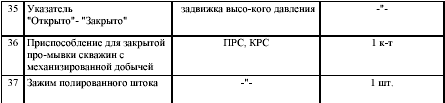 35 Указатель задвижка высо-кого давления -"-
"Открыто"- "Закрыто"
36 Приспособление для закрытой ПРС, КРС 1 к-т
про-мывки скважин с
механизированной добычей
37 Зажим полированного штока -"- 1 шт.